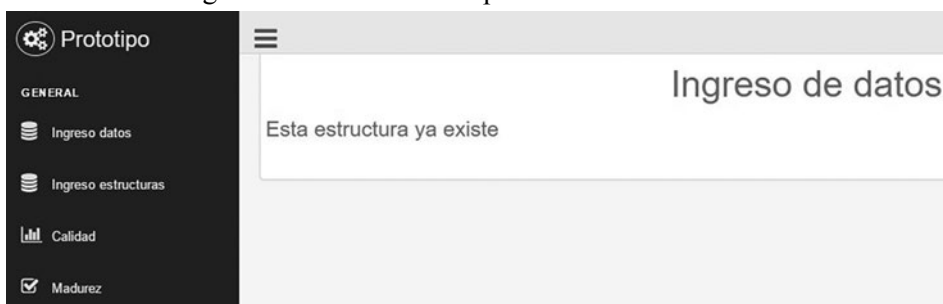 Prototipo
GENERAL
Ingreso datos
Ingreso estructuras
Calidad
Madurez
Ingreso de datos
Esta estructura ya existe